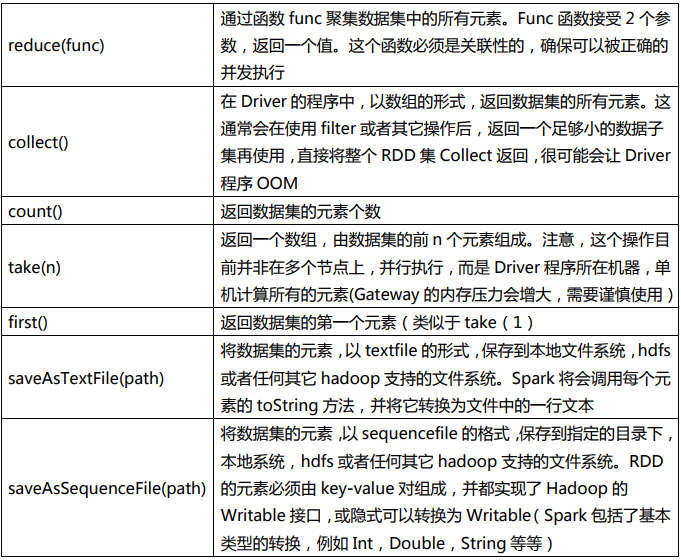 reduce(func)
通过函数 func 聚集数据集中的所有元素。Func 函数接受 2 个参
数，返回一个值。这个函数必须是关联性的，确保可以被正确的
并发执行
collect()
在 Driver 的程序中，以数组的形式，返回数据集的所有元素。这
通常会在使用 filter 或者其它操作后，返回一个足够小的数据子
集再使用，直接将整个 RDD 集 Collect 返回，很可能会让 Driver
程序 OOM
count()
返回数据集的元素个数
take(n)
返回一个数组，由数据集的前 n 个元素组成。注意，这个操作目
前并非在多个节点上，并行执行，而是 Driver 程序所在机器，单
机计算所有的元素(Gateway 的内存压力会增大，需要谨慎使用）
first()
返回数据集的第一个元素（类似于 take（1）
saveAsTextFile(path)
将数据集的元素，以 textfile 的形式，保存到本地文件系统，hdfs
或者任何其它 hadoop 支持的文件系统。Spark 将会调用每个元
素的 toString 方法，并将它转换为文件中的一行文本
saveAsSequenceFile(path)
将数据集的元素，以 sequencefile 的格式，保存到指定的目录下，
本地系统，hdfs 或者任何其它 hadoop 支持的文件系统。RDD
的元素必须由 key-value 对组成，并都实现了 Hadoop 的
Writable 接口，或隐式可以转换为 Writable（Spark 包括了基本
类型的转换，例如 Int，Double，String 等等）